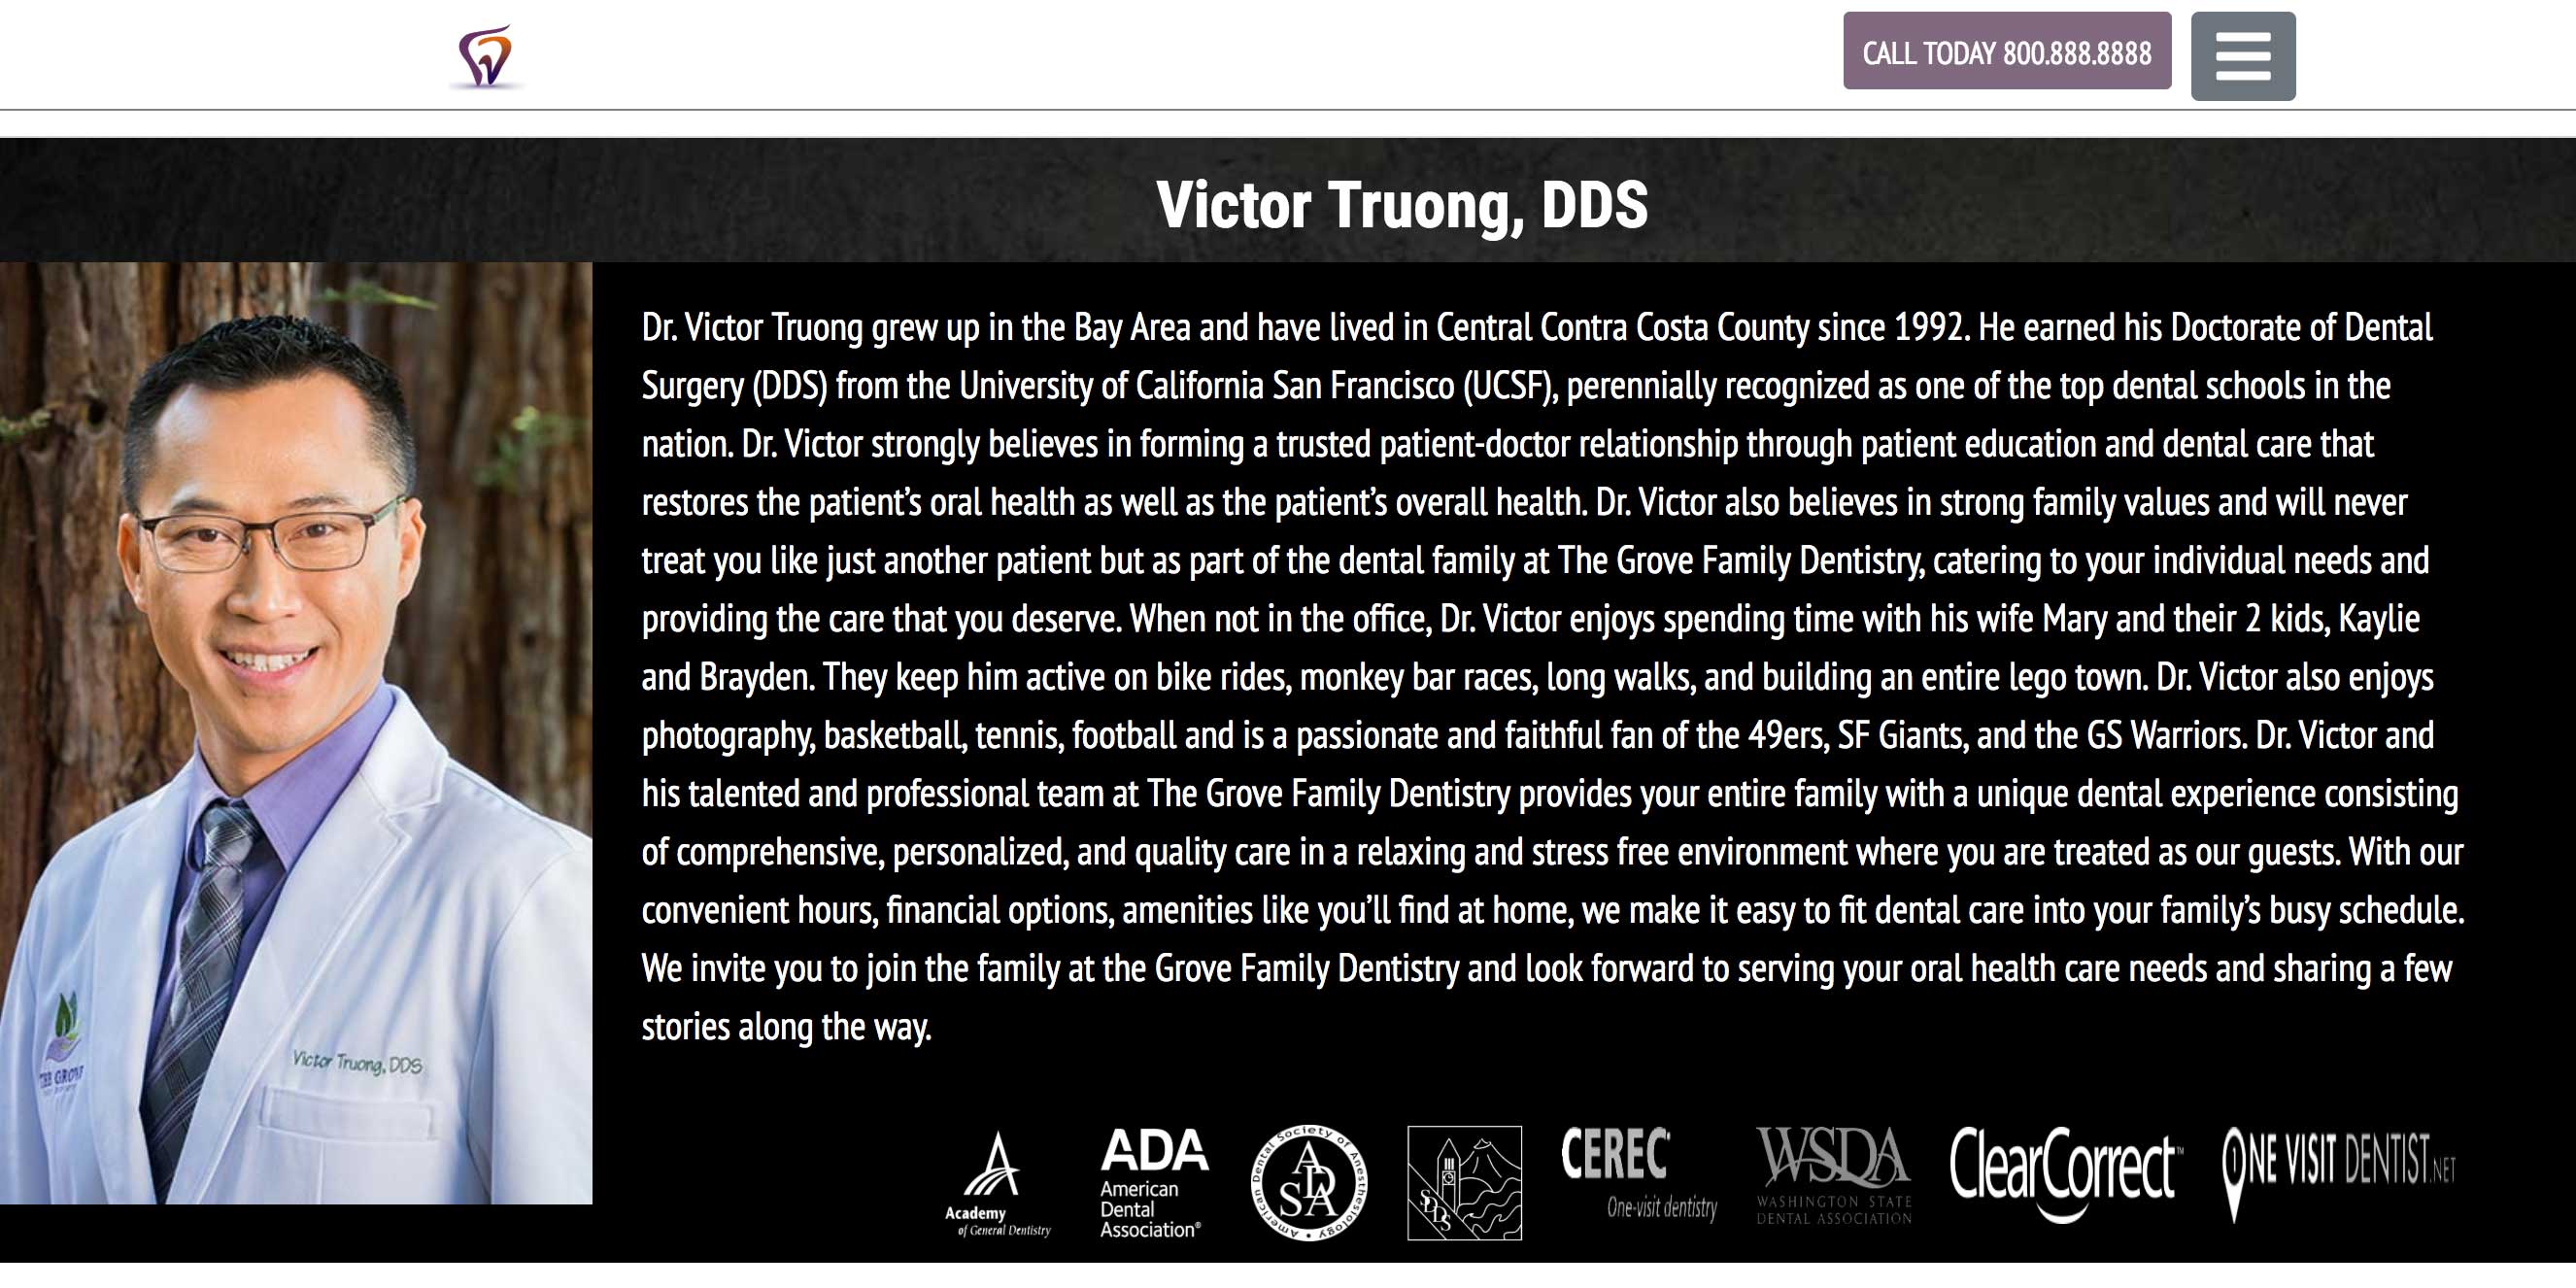 CALL TODAY 800.888.8888
Victor Truong, DDS
Dr. Victor Truong grew up in the Bay Area and have lived in Central Contra Costa County since 1992. He earned his Doctorate of Dental
Surgery (DDS) from the University of California San Francisco (UCSF), perennially recognized as one of the top dental schools in the
nation. Dr. Victor strongly believes in forming a trusted patient-doctor relationship through patient education and dental care that
restores the patient’s oral health as well as the patient’s overall health. Dr. Victor also believes in strong family values and will never
treat you like just another patient but as part of the dental family at The Grove Family Dentistry, catering to your individual needs and
providing the care that you deserve. When not in the office, Dr. Victor enjoys spending time with his wife Mary and their 2 kids, Kaylie
and Brayden. They keep him active on bike rides, monkey bar races, long walks, and building an entire lego town. Dr. Victor also enjoys
photography, basketball, tennis, football and is a passionate and faithful fan of the 49ers, SF Giants, and the GS Warriors. Dr. Victor and
his talented and professional team at The Grove Family Dentistry provides your entire family with a unique dental experience consisting
of comprehensive, personalized, and quality care in a relaxing and stress free environment where you are treated as our guests. With our
convenient hours, financial options, amenities like you’ll find at home, we make it easy to fit dental care into your family’s busy schedule.
We invite you to join the family at the Grove Family Dentistry and look forward to serving your oral health care needs and sharing a few
stories along the way.
Victor Truong, DDS
THE GROVE
Academy
of General Dentistry
ADA
American
Dental
Association®
American Dental Society of Anesthesiology
ADSA
SDDS
CEREC
One-visit dentistry
WSDA
WASHINGTON STATE
DENTAL ASSOCIATION
ClearCorrect™
1
ONE VISIT DENTIST.NET